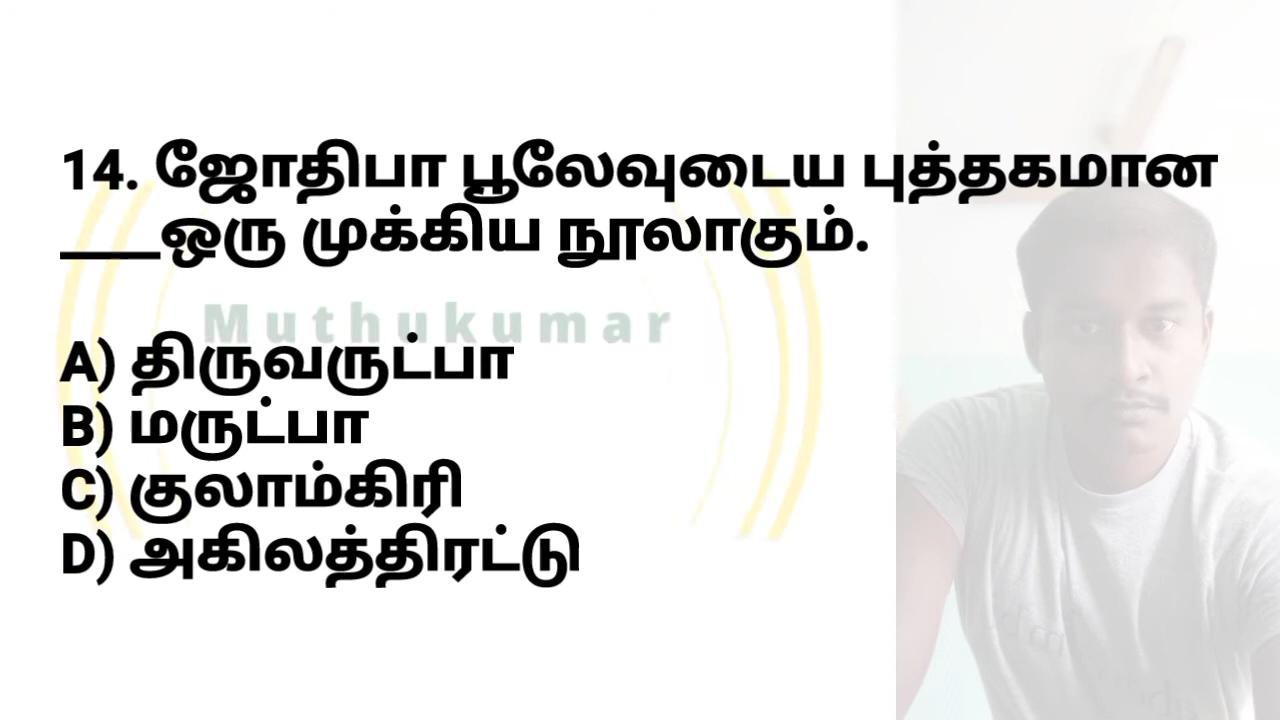 14. ஜோதிபா பூலேவுடைய புத்தகமான
____ஒரு முக்கிய நூலாகும்.
Muthukumar
A) திருவருட்பா
B) மருட்பா
C) குலாம்கிரி
D) அகிலத்திரட்டு